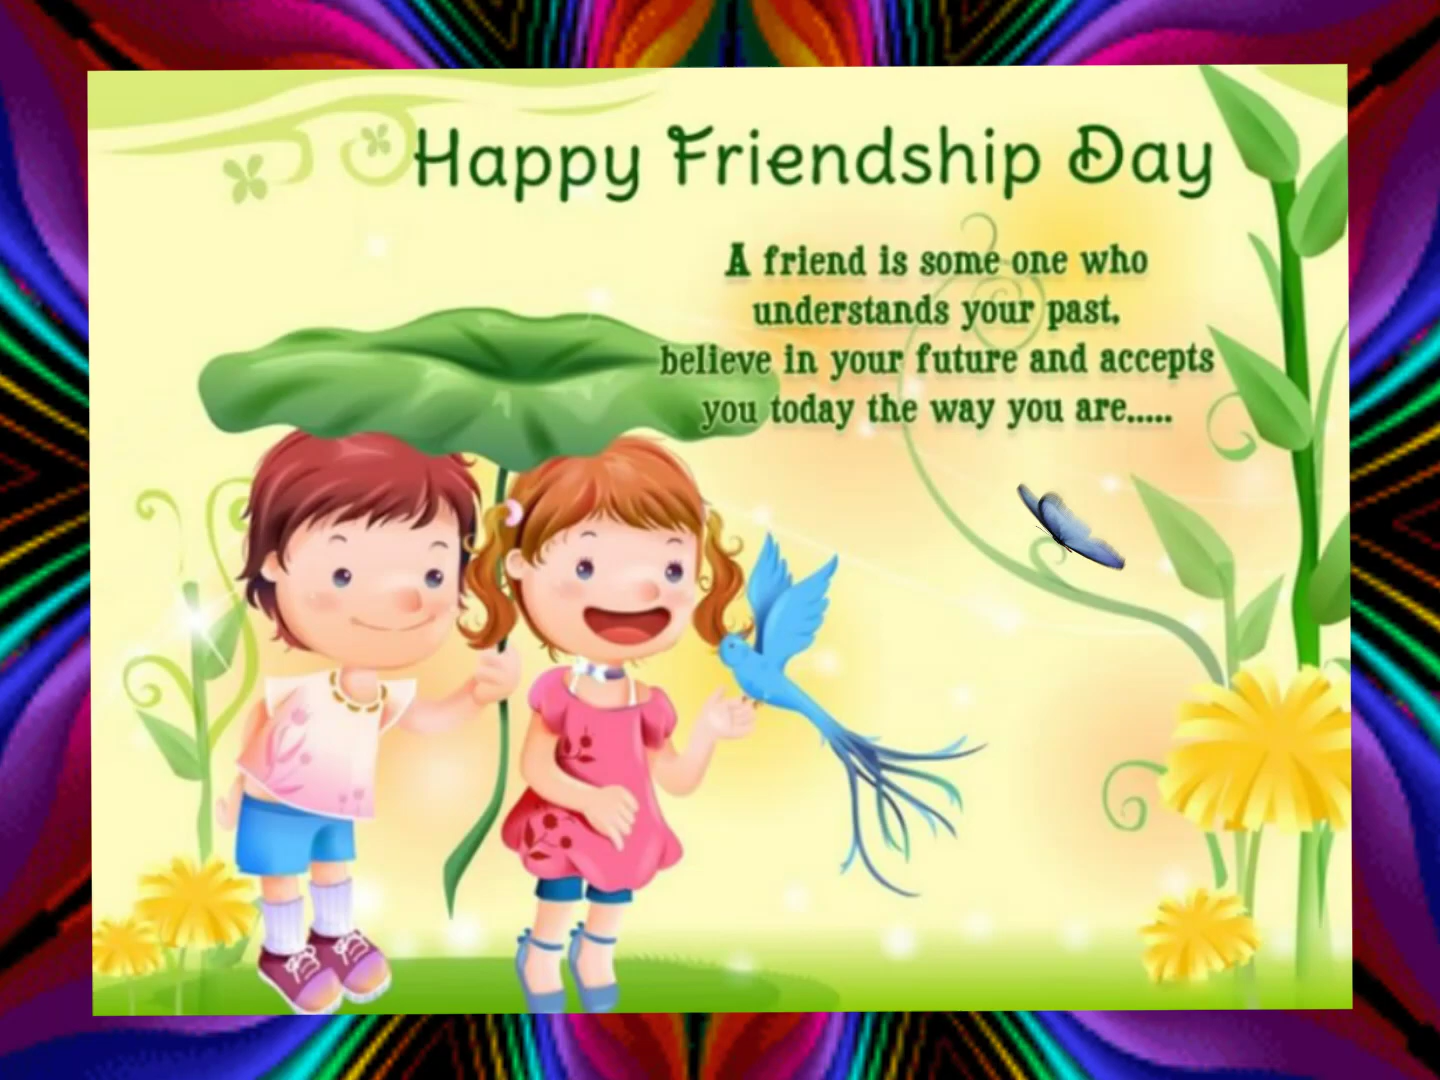 Happy Friendship Day
A friend is some one who
understands your past,
believe in your future and accepts
you today the way you are.....